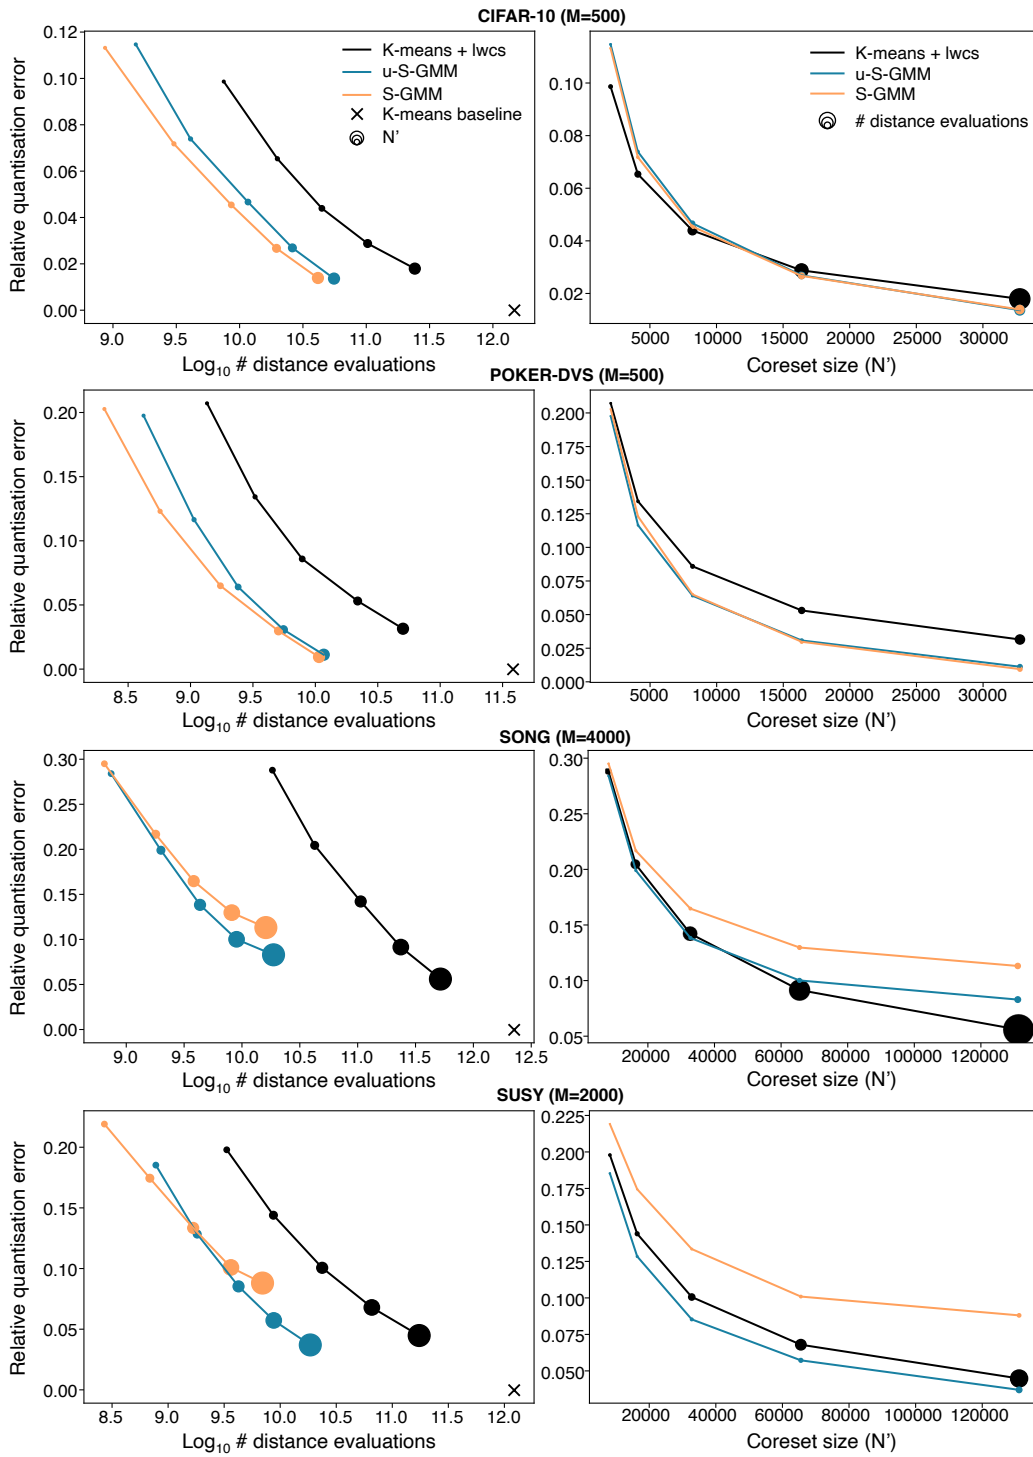 CIFAR-10 (M=500)
Relative quantisation error
0.12
0.10
0.08
0.06
0.04
0.02
0.00
K-means + lwcs
u-S-GMM
S-GMM
K-means baseline
N'
9.0 9.5 10.0 10.5 11.0 11.5 12.0
Log10 # distance evaluations
0.10
0.08
0.06
0.04
0.02
K-means + lwcs
u-S-GMM
S-GMM
# distance evaluations
5000 10000 15000 20000 25000 30000
Coreset size (N')
POKER-DVS (M=500)
Relative quantisation error
0.20
0.15
0.10
0.05
0.00
8.5 9.0 9.5 10.0 10.5 11.0 11.5
Log10 # distance evaluations
0.200
0.175
0.150
0.125
0.100
0.075
0.050
0.025
0.000
5000 10000 15000 20000 25000 30000
Coreset size (N')
SONG (M=4000)
Relative quantisation error
0.30
0.25
0.20
0.15
0.10
0.05
0.00
9.0 9.5 10.0 10.5 11.0 11.5 12.0 12.5
Log10 # distance evaluations
0.30
0.25
0.20
0.15
0.10
0.05
20000 40000 60000 80000 100000 120000
Coreset size (N')
SUSY (M=2000)
Relative quantisation error
0.20
0.15
0.10
0.05
0.00
8.5 9.0 9.5 10.0 10.5 11.0 11.5 12.0
Log10 # distance evaluations
0.225
0.200
0.175
0.150
0.125
0.100
0.075
0.050
20000 40000 60000 80000 100000 120000
Coreset size (N')